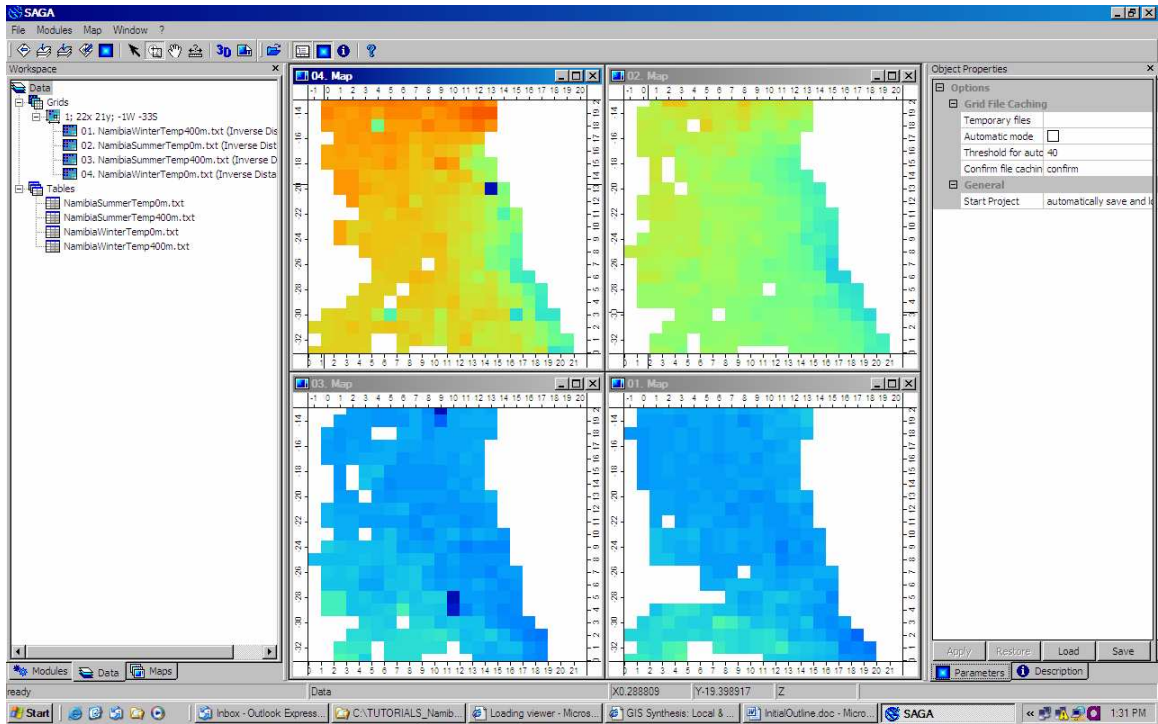 SAGA
File Modules Map Window ?
3D
Workspace
Data
Grids
1; 22x 21y; -1W -33S
01. NamibiaWinterTemp400m.txt (Inverse Dis
02. NamibiaSummerTemp0m.txt (Inverse Dist
03. NamibiaSummerTemp400m.txt (Inverse D
04. NamibiaWinterTemp0m.txt (Inverse Dista
Tables
NamibiaSummerTemp0m.txt
NamibiaSummerTemp400m.txt
NamibiaWinterTemp0m.txt
NamibiaWinterTemp400m.txt
Modules Data Maps
04. Map
02. Map
03. Map
01. Map
Object Properties
Options
Grid File Caching
Temporary files
Automatic mode
Threshold for auto 40
Confirm file cachin confirm
General
Start Project automatically save and lo
Apply Restore Load Save
Parameters Description
ready Data X0.288809 Y-19.398917 Z
Start Inbox - Outlook Express... C:\TUTORIALS_Namib... Loading viewer - Micros... GIS Synthesis: Local & ... InitialOutline.doc - Micro... SAGA 1:31 PM